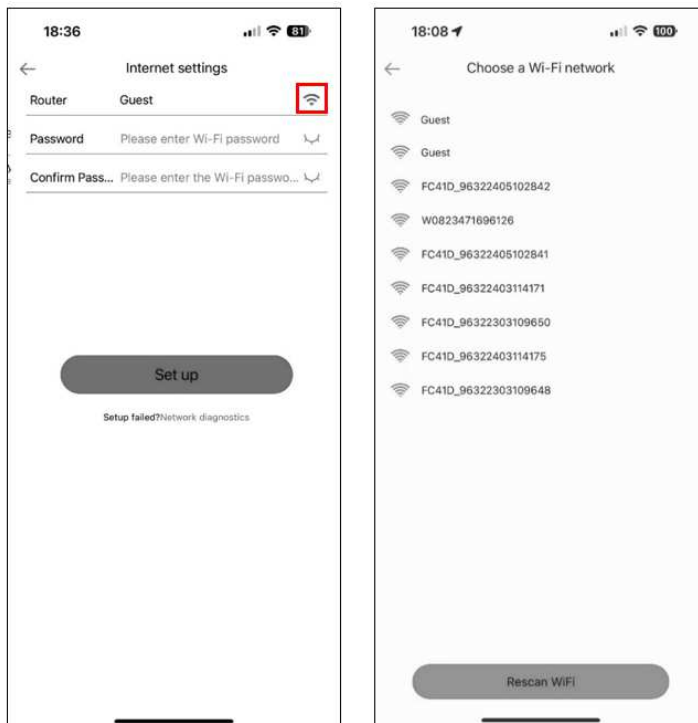 18:36
81
Internet settings
Router Guest
Password Please enter Wi-Fi password
Confirm Pass... Please enter the Wi-Fi passwo...
Set up
Setup failed?Network diagnostics
18:08
100
Choose a Wi-Fi network
Guest
Guest
FC41D_96322405102842
W0823471696126
FC41D_96322405102841
FC41D_96322403114171
FC41D_96322303109650
FC41D_96322403114175
FC41D_96322303109648
Rescan WiFi